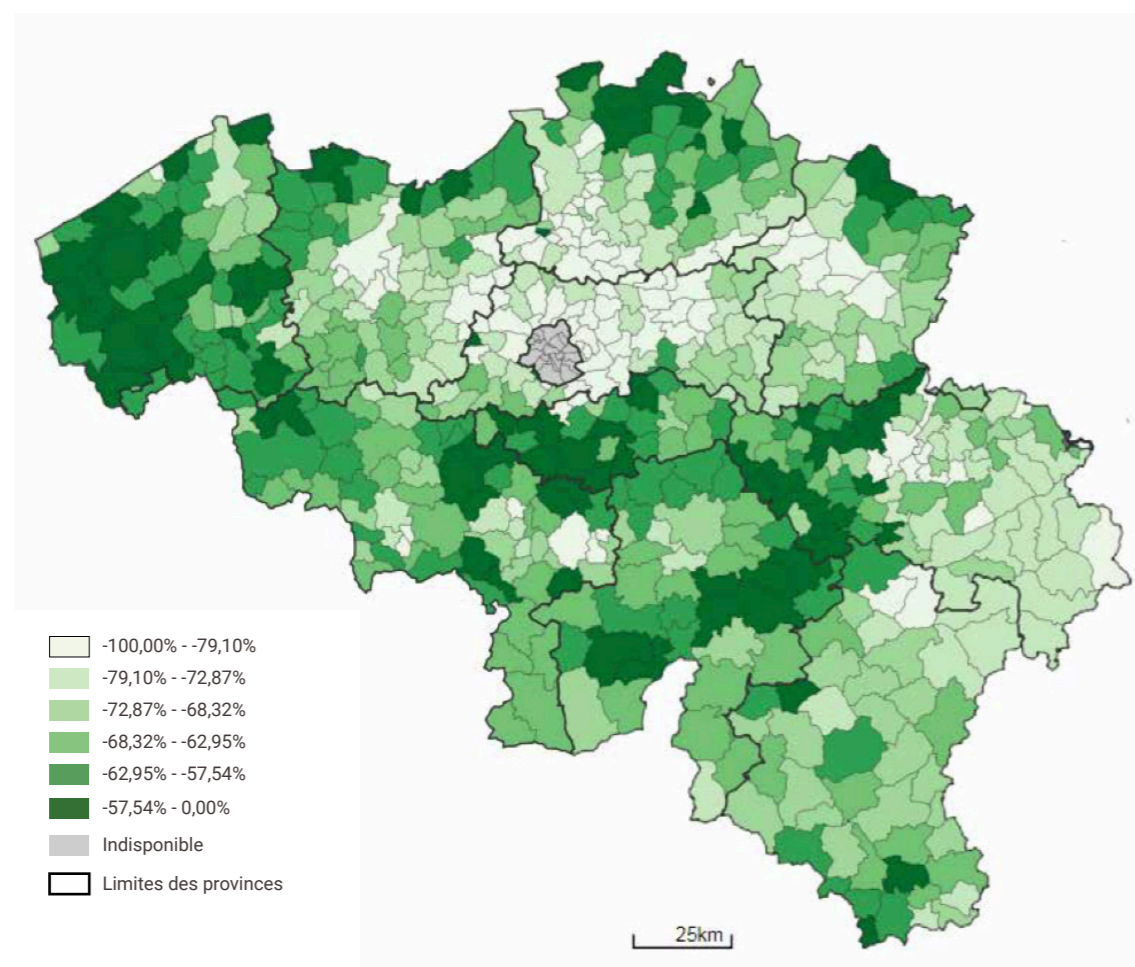 -100,00% - -79,10%
-79,10% - -72,87%
-72,87% - -68,32%
-68,32% - -62,95%
-62,95% - -57,54%
-57,54% - 0,00%
Indisponible
Limites des provinces
25km